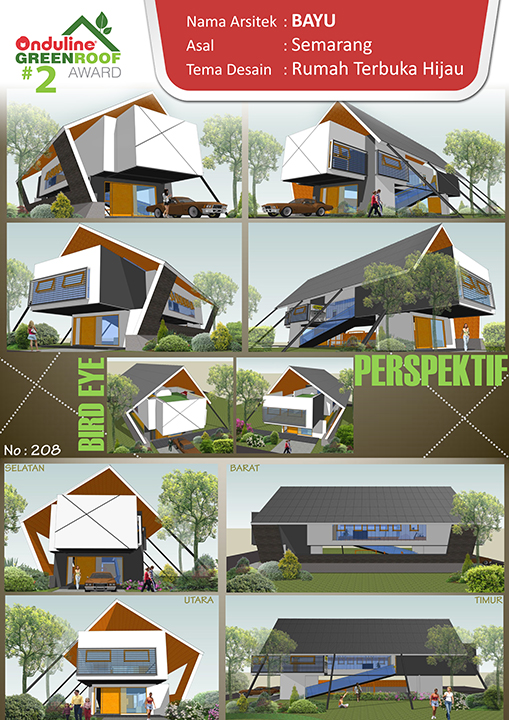 Onduline®
GREENROOF
#2 AWARD
Nama Arsitek : BAYU
Asal : Semarang
Tema Desain : Rumah Terbuka Hijau
BIRD EYE
PERSPEKTIF
No : 208
SELATAN
BARAT
UTARA
TIMUR